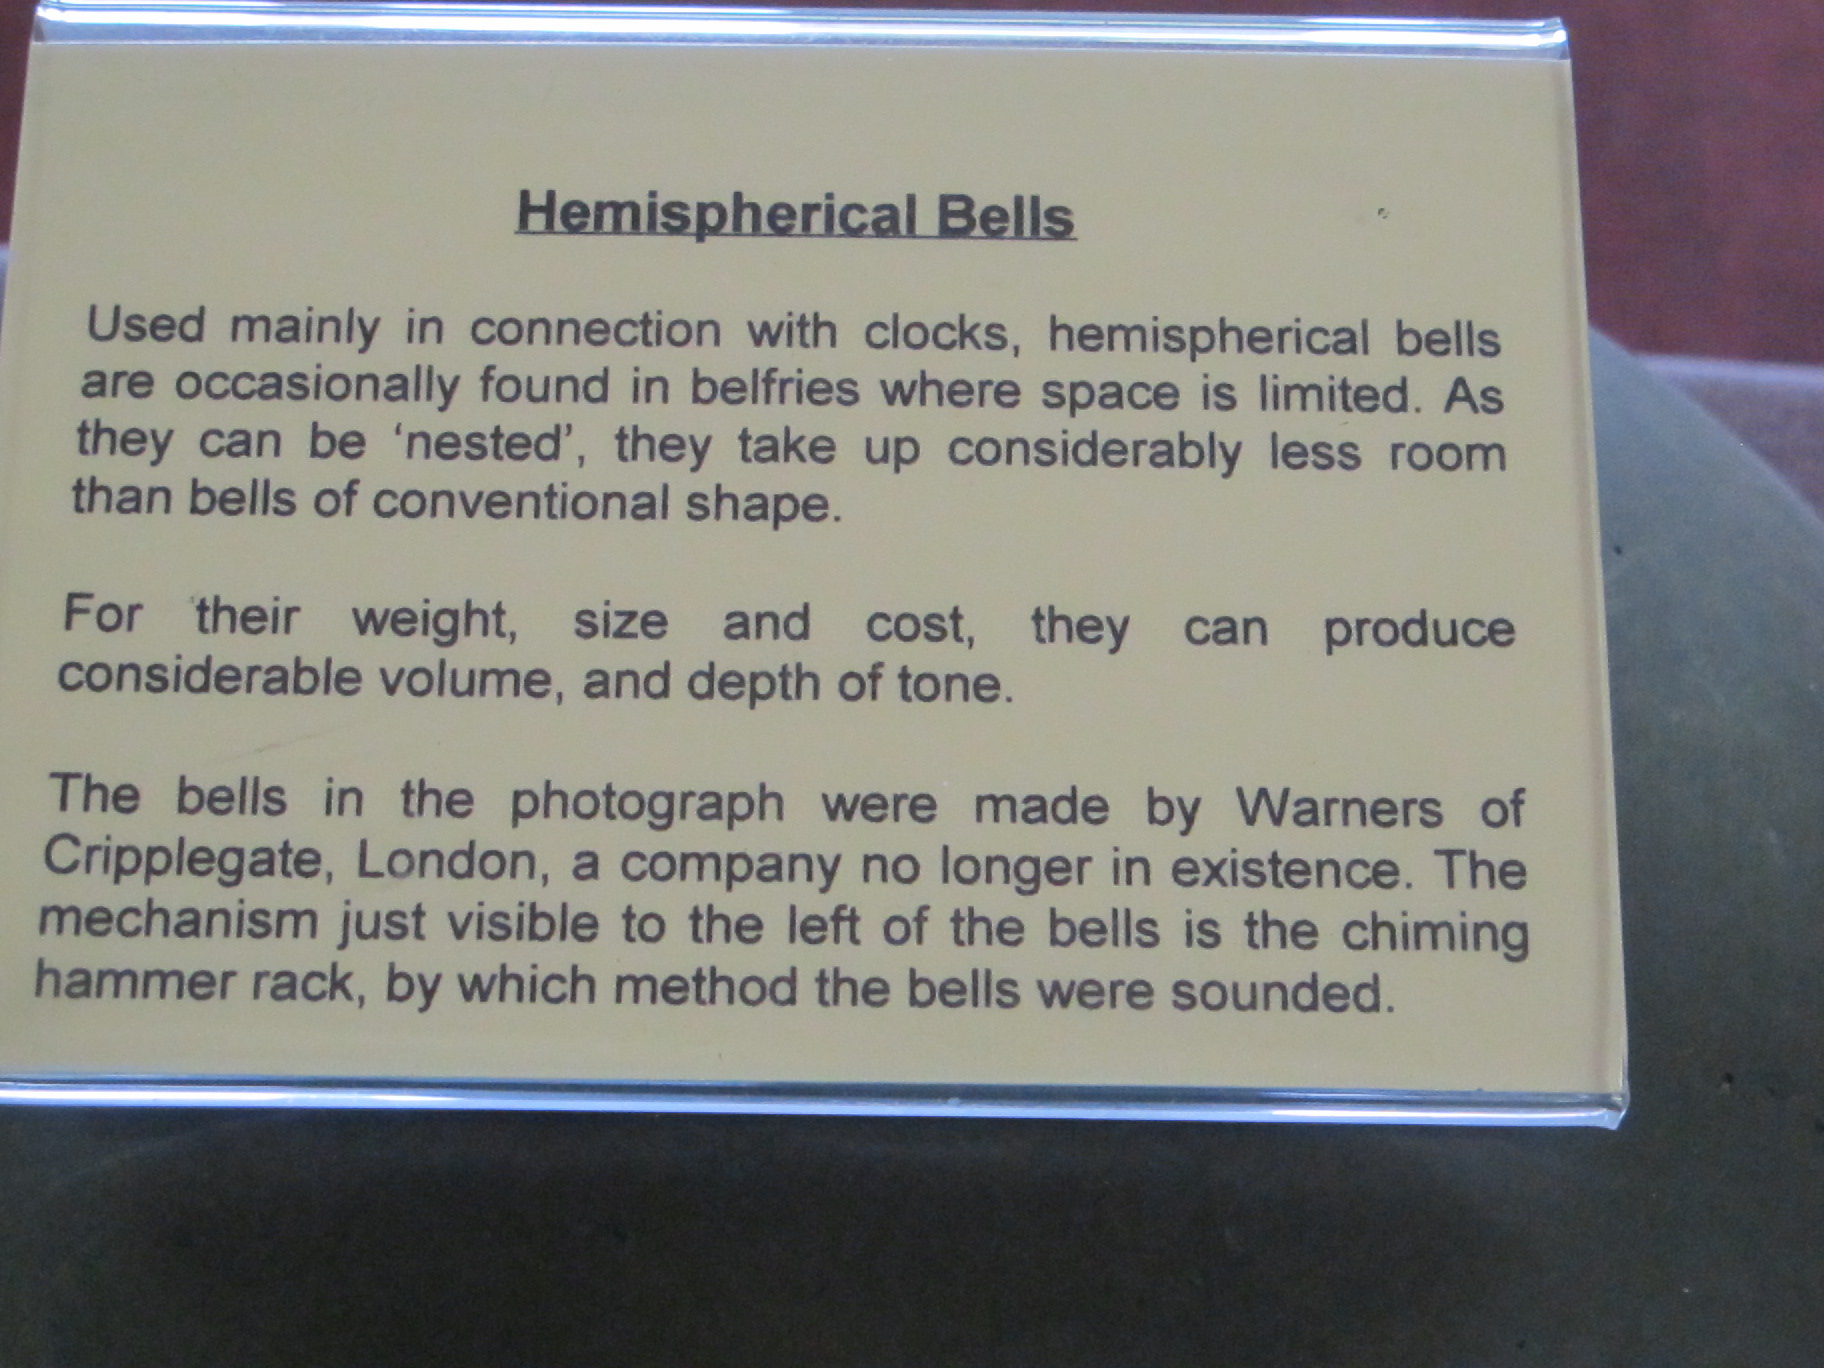 Hemispherical Bells
Used mainly in connection with clocks, hemispherical bells
are occasionally found in belfries where space is limited. As
they can be ‘nested’, they take up considerably less room
than bells of conventional shape.
For their weight, size and cost, they can produce
considerable volume, and depth of tone.
The bells in the photograph were made by Warners of
Cripplegate, London, a company no longer in existence. The
mechanism just visible to the left of the bells is the chiming
hammer rack, by which method the bells were sounded.